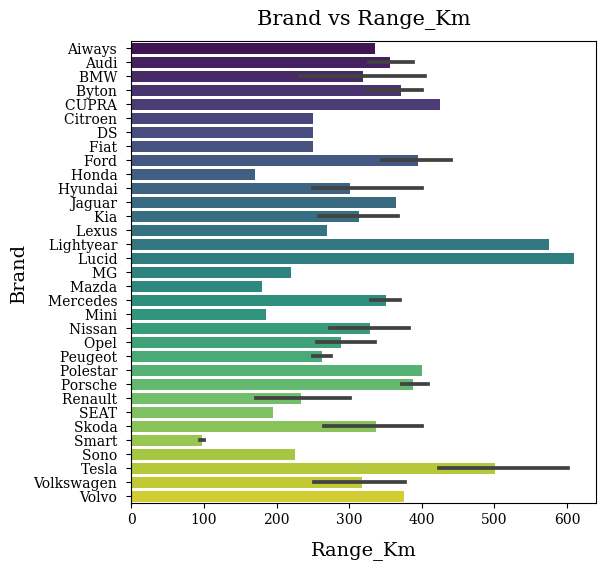 Brand vs Range_Km
Aiways
Audi
BMW
Byton
CUPRA
Citroen
DS
Fiat
Ford
Honda
Hyundai
Jaguar
Kia
Lexus
Lightyear
Lucid
MG
Mazda
Mercedes
Mini
Nissan
Opel
Peugeot
Polestar
Porsche
Renault
SEAT
Skoda
Smart
Sono
Tesla
Volkswagen
Volvo
Brand
0 100 200 300 400 500 600
Range_Km